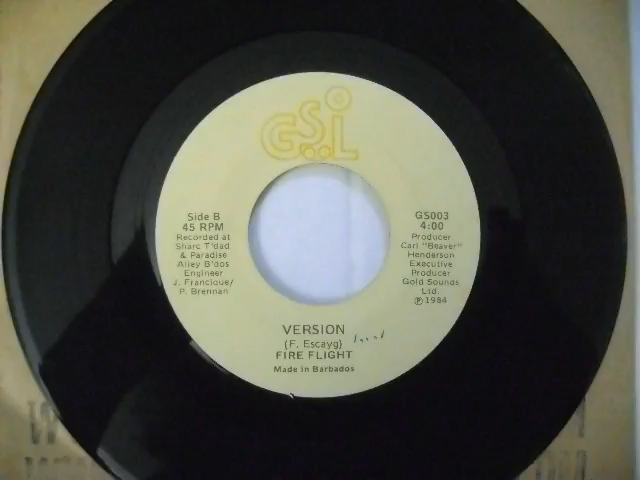 GSOL
Side B
45 RPM
Recorded at
Sharc T'dad
& Paradise
Alley B'dos
Engineer
J. Francique/
P. Brennan
GS003
4:00
Producer
Carl "Beaver"
Henderson
Executive
Producer
Gold Sounds
Ltd.
℗ 1984
VERSION
(F. Escayg)
FIRE FLIGHT
Made in Barbados